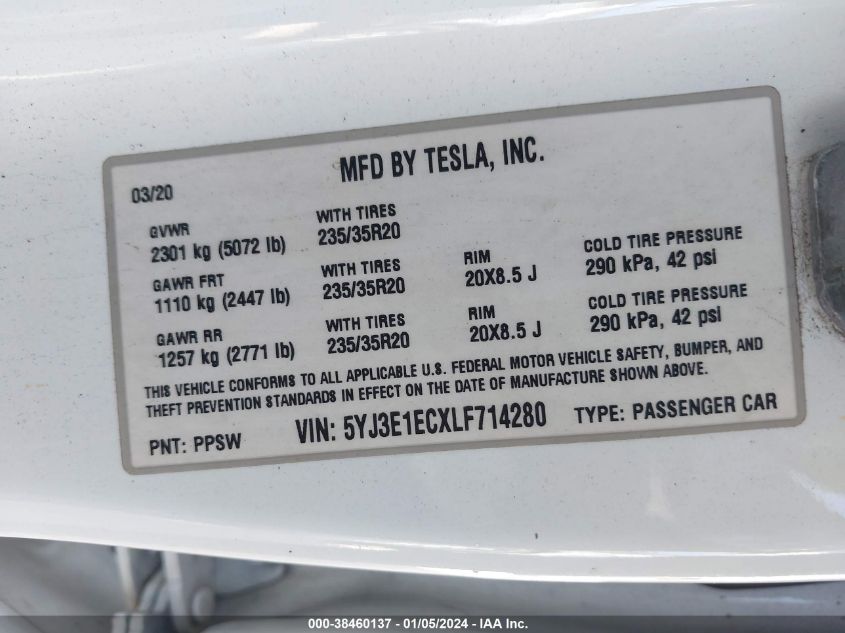 MFD BY TESLA, INC.
03/20
GVWR
2301 kg (5072 lb)
WITH TIRES
235/35R20
GAWR FRT
1110 kg (2447 lb)
WITH TIRES
235/35R20
RIM
20X8.5 J
COLD TIRE PRESSURE
290 kPa, 42 psi
GAWR RR
1257 kg (2771 lb)
WITH TIRES
235/35R20
RIM
20X8.5 J
COLD TIRE PRESSURE
290 kPa, 42 psi
THIS VEHICLE CONFORMS TO ALL APPLICABLE U.S. FEDERAL MOTOR VEHICLE SAFETY, BUMPER, AND
THEFT PREVENTION STANDARDS IN EFFECT ON THE DATE OF MANUFACTURE SHOWN ABOVE.
PNT: PPSW VIN: 5YJ3E1ECXLF714280 TYPE: PASSENGER CAR
000-38460137 - 01/05/2024 - IAA Inc.